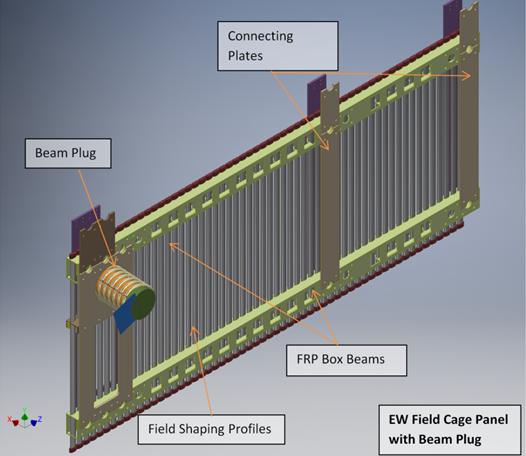 Connecting
Plates
Beam Plug
FRP Box Beams
Field Shaping Profiles
EW Field Cage Panel
with Beam Plug
X
Y
Z